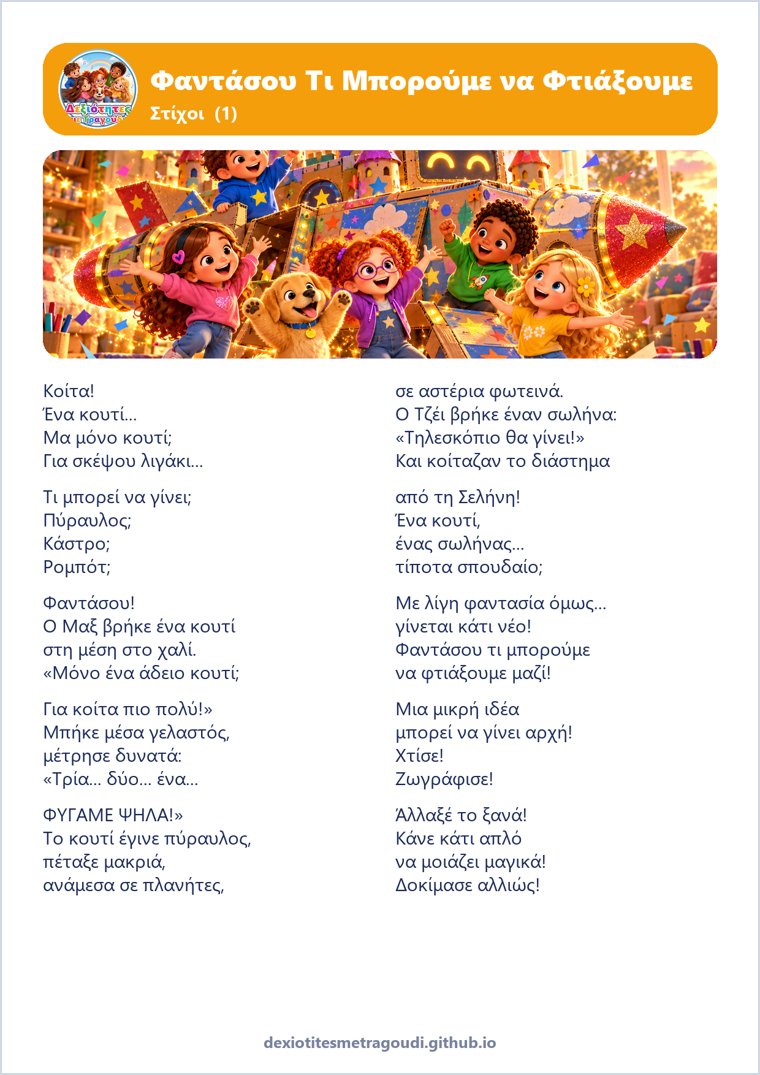 Δεξιότητες
με τραγούδι
Φαντάσου Τι Μπορούμε να Φτιάξουμε
Στίχοι (1)
Κοίτα!
Ένα κουτί...
Μα μόνο κουτί;
Για σκέψου λιγάκι...
Τι μπορεί να γίνει;
Πύραυλος;
Κάστρο;
Ρομπότ;
Φαντάσου!
Ο Μαξ βρήκε ένα κουτί
στη μέση στο χαλί.
«Μόνο ένα άδειο κουτί;
Για κοίτα πιο πολύ!»
Μπήκε μέσα γελαστός,
μέτρησε δυνατά:
«Τρία... δύο... ένα...
ΦΥΓΑΜΕ ΨΗΛΑ!»
Το κουτί έγινε πύραυλος,
πέταξε μακριά,
ανάμεσα σε πλανήτες,
σε αστέρια φωτεινά.
Ο Τζέι βρήκε έναν σωλήνα:
«Τηλεσκόπιο θα γίνει!»
Και κοίταζαν το διάστημα
από τη Σελήνη!
Ένα κουτί,
ένας σωλήνας...
τίποτα σπουδαίο;
Με λίγη φαντασία όμως...
γίνεται κάτι νέο!
Φαντάσου τι μπορούμε
να φτιάξουμε μαζί!
Μια μικρή ιδέα
μπορεί να γίνει αρχή!
Χτίσε!
Ζωγράφισε!
Άλλαξέ το ξανά!
Κάνε κάτι απλό
να μοιάζει μαγικά!
Δοκίμασε αλλιώς!
dexiotitesmetragoudi.github.io